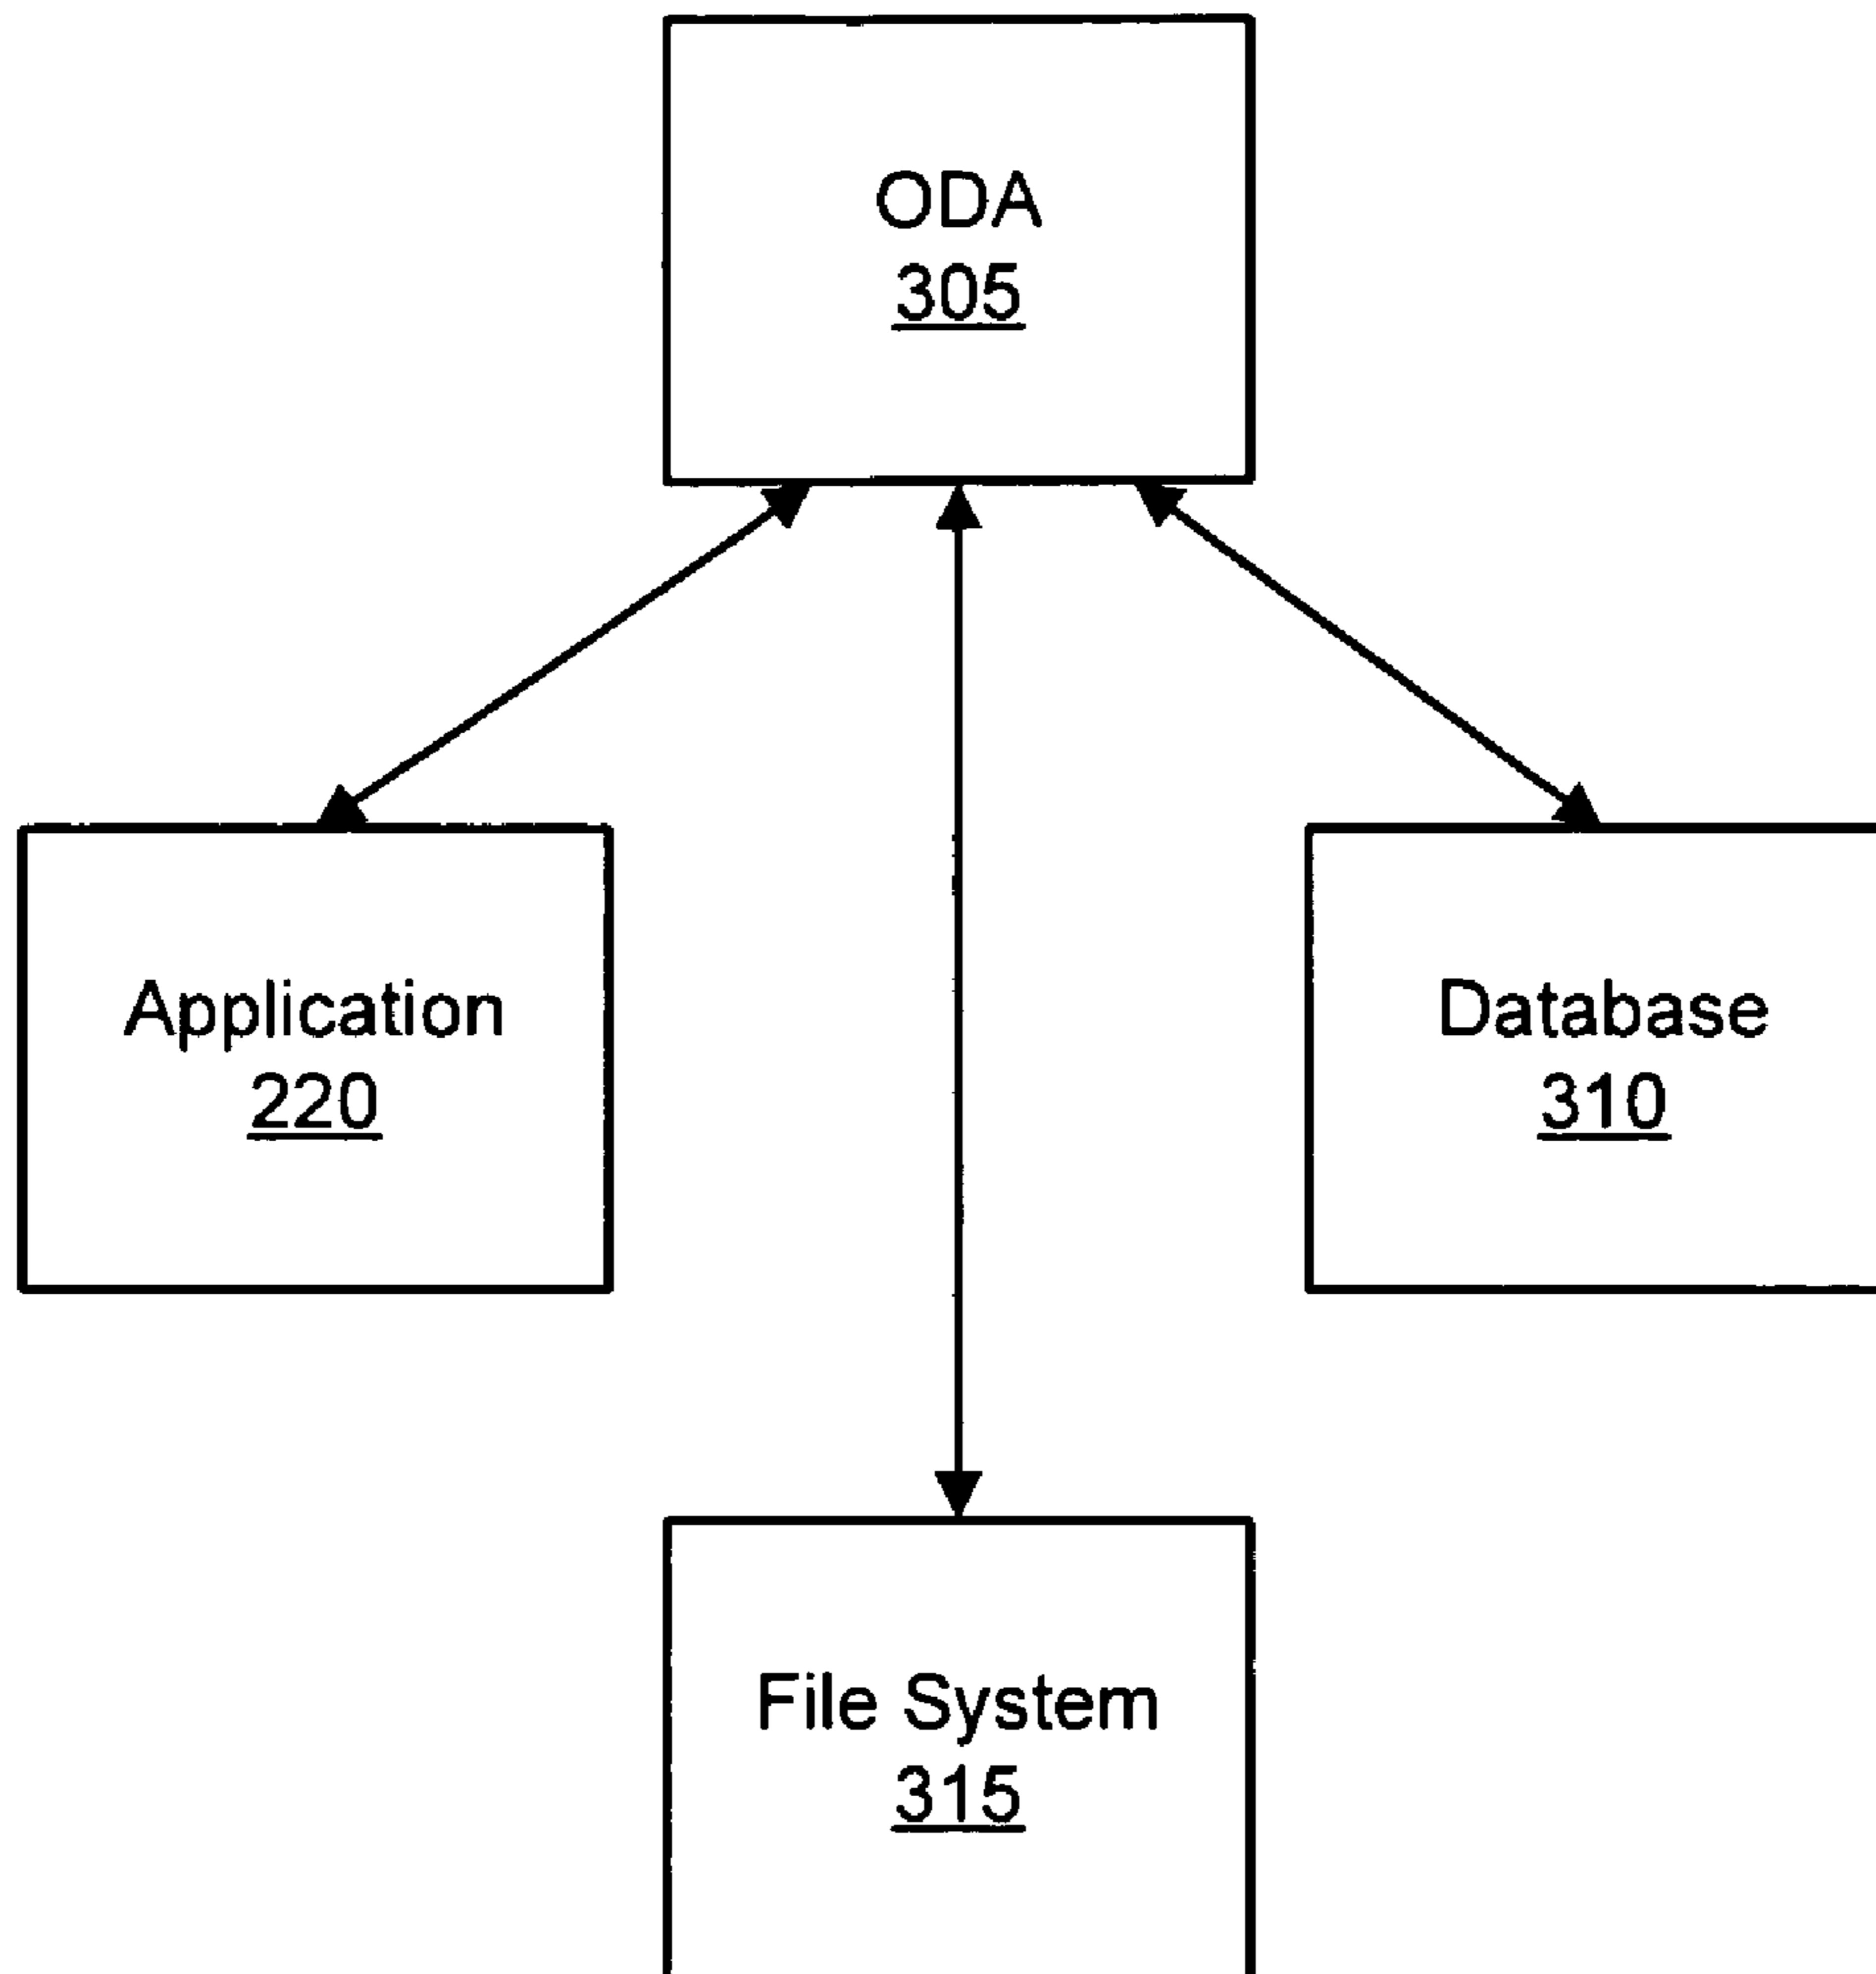 ODA
305
Application
220
Database
310
File System
315